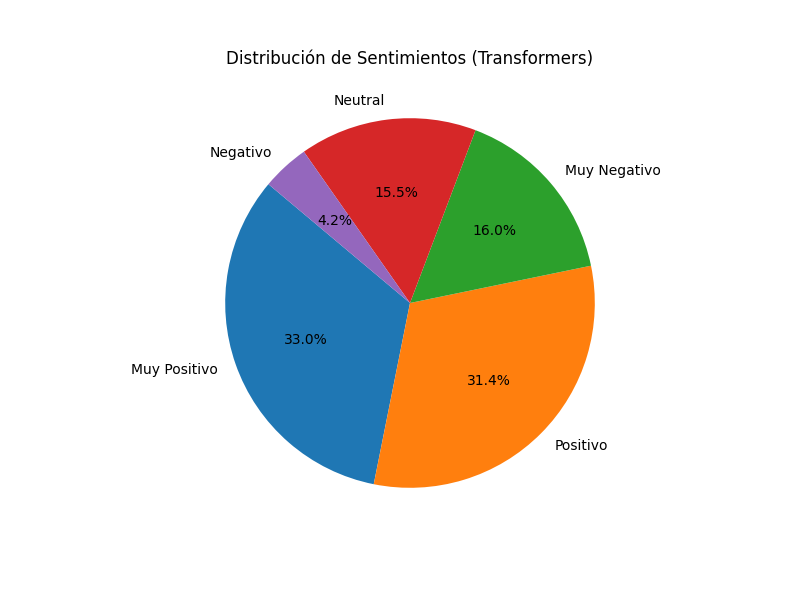 Distribución de Sentimientos (Transformers)
Neutral
Negativo
Muy Negativo
15.5%
4.2%
16.0%
33.0%
Muy Positivo
31.4%
Positivo